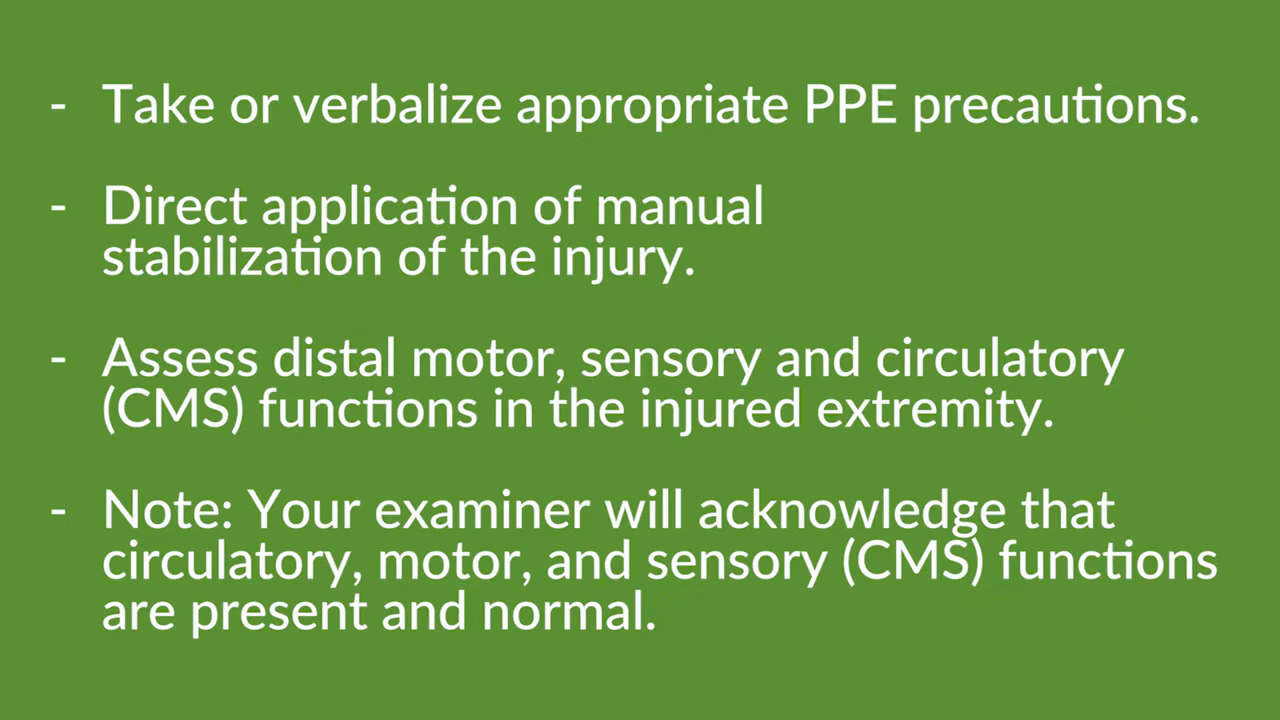 - Take or verbalize appropriate PPE precautions.
- Direct application of manual
stabilization of the injury.
- Assess distal motor, sensory and circulatory
(CMS) functions in the injured extremity.
- Note: Your examiner will acknowledge that
circulatory, motor, and sensory (CMS) functions
are present and normal.